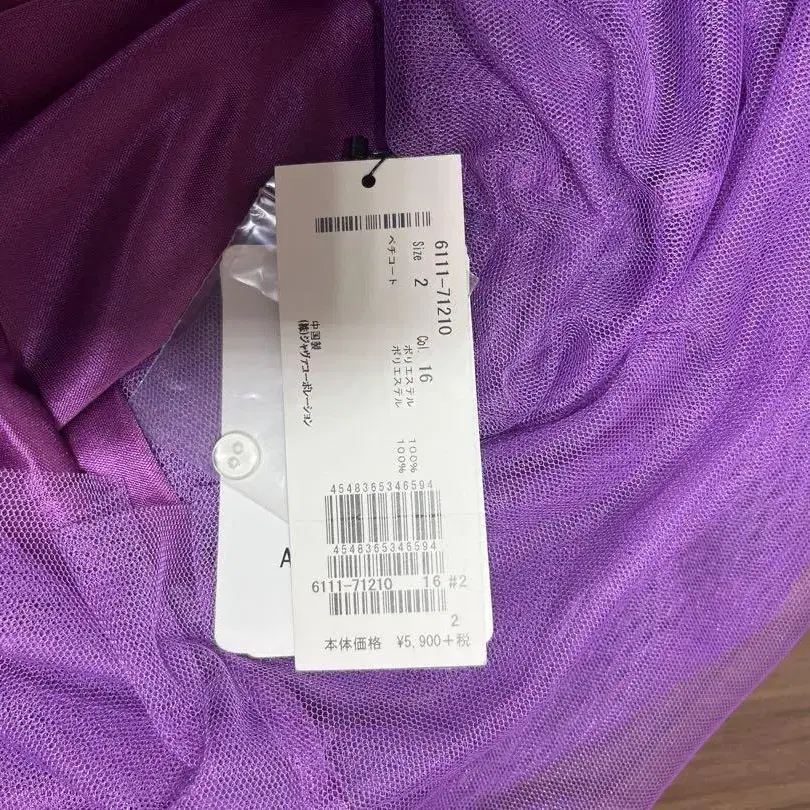 6111-71210 Col. 16
Size 2
ペチコート ポリエステル 100%
ポリエステル 100%
中国製
(株)ジャヴァコーポレーション
4548365346594
4548365346594
6111-71210 16 #2
2
本体価格 ¥5,900+税
A